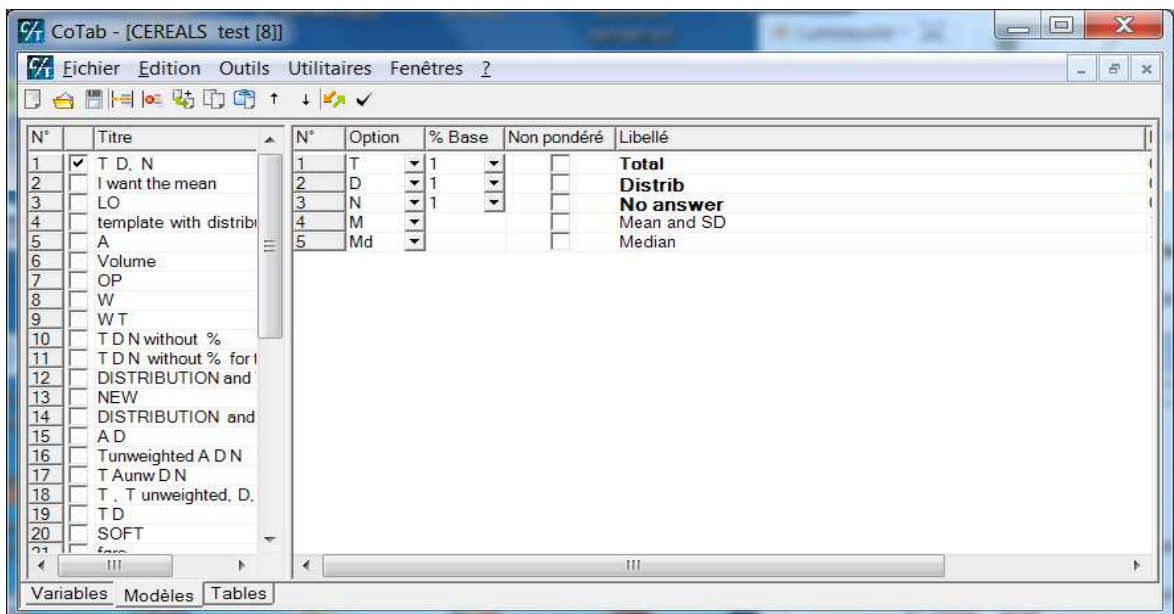 CoTab - [CEREALS test [8]]
Fichier Edition Outils Utilitaires Fenêtres ?
N° Titre
1 T D, N
2 I want the mean
3 LO
4 template with distrib
5 A
6 Volume
7 OP
8 W
9 W T
10 T D N without %
11 T D N without % for t
12 DISTRIBUTION and
13 NEW
14 DISTRIBUTION and
15 A D
16 Tunweighted A D N
17 T Aunw D N
18 T , T unweighted, D,
19 T D
20 SOFT
21
N° Option % Base Non pondéré Libellé
1 T 1 Total
2 D 1 Distrib
3 N 1 No answer
4 M Mean and SD
5 Md Median
Variables Modèles Tables